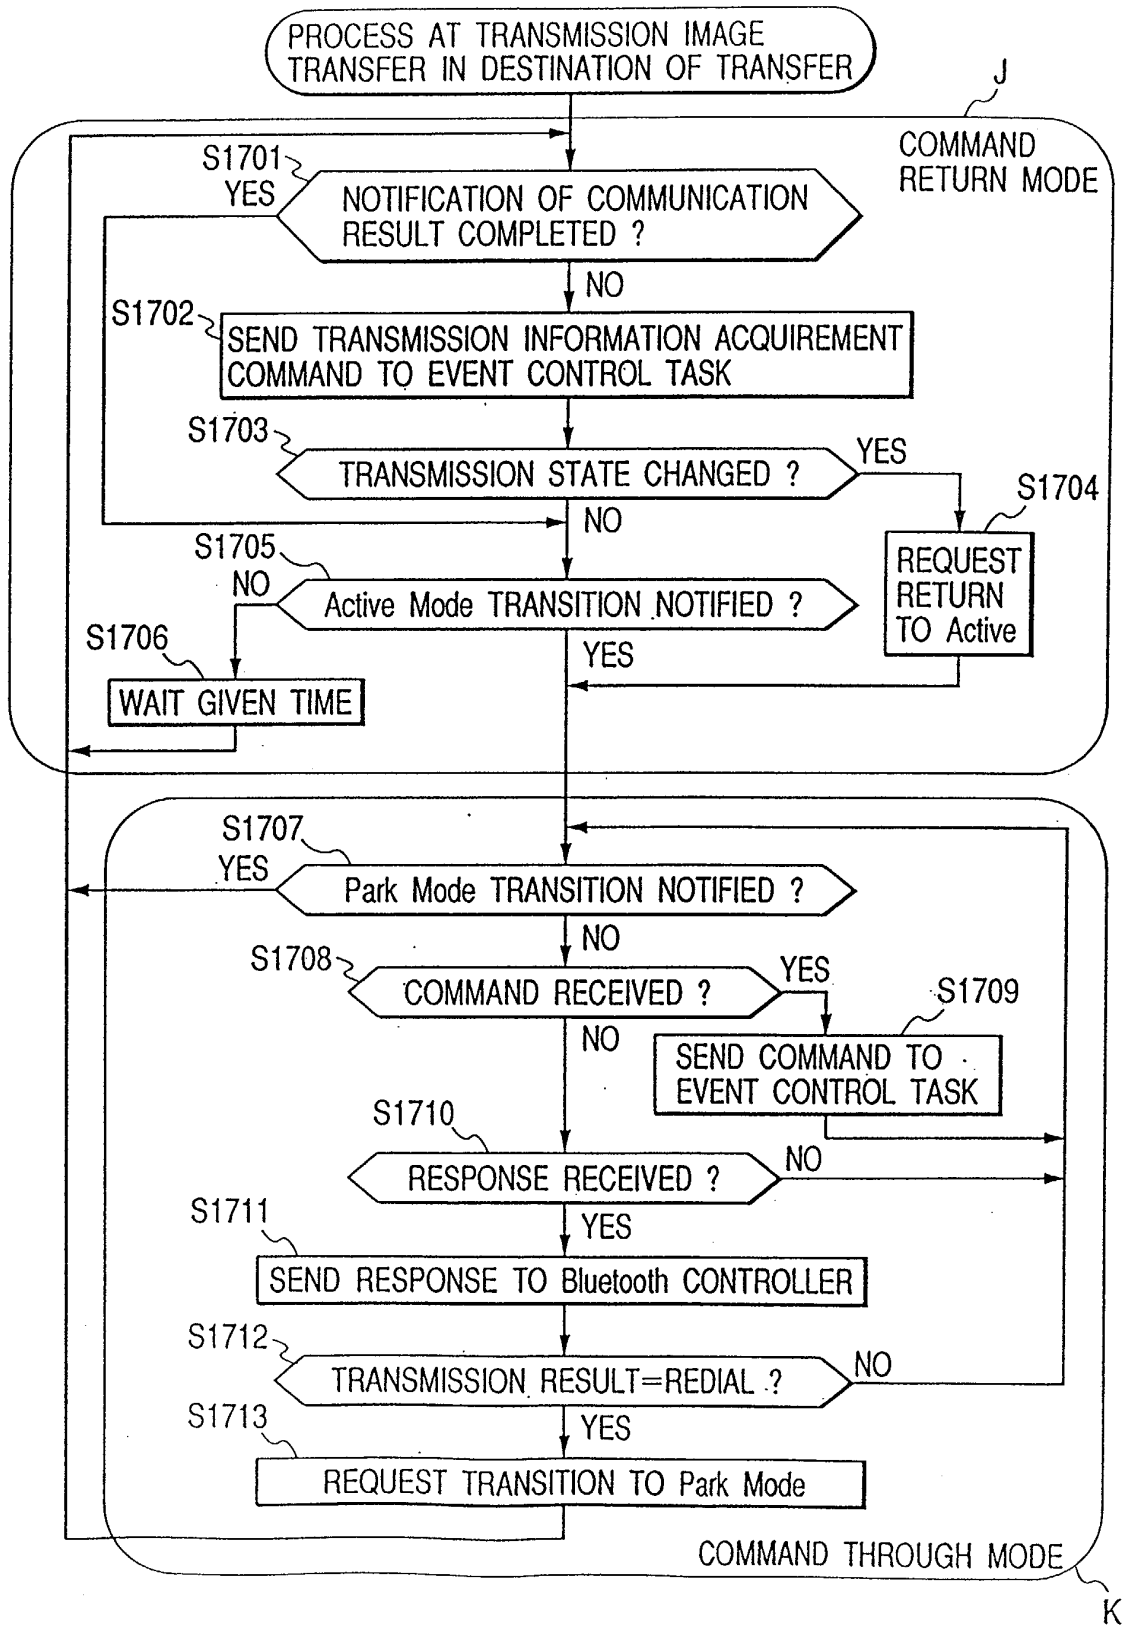 PROCESS AT TRANSMISSION IMAGE
TRANSFER IN DESTINATION OF TRANSFER
J
COMMAND
RETURN MODE
S1701
YES
NOTIFICATION OF COMMUNICATION
RESULT COMPLETED ?
NO
S1702
SEND TRANSMISSION INFORMATION ACQUIREMENT
COMMAND TO EVENT CONTROL TASK
S1703
TRANSMISSION STATE CHANGED ?
YES
NO
S1704
REQUEST
RETURN
TO Active
S1705
NO
Active Mode TRANSITION NOTIFIED ?
YES
S1706
WAIT GIVEN TIME
S1707
YES
Park Mode TRANSITION NOTIFIED ?
NO
S1708
COMMAND RECEIVED ?
YES
NO
S1709
SEND COMMAND TO
EVENT CONTROL TASK
S1710
RESPONSE RECEIVED ?
NO
YES
S1711
SEND RESPONSE TO Bluetooth CONTROLLER
S1712
TRANSMISSION RESULT=REDIAL ?
NO
YES
S1713
REQUEST TRANSITION TO Park Mode
COMMAND THROUGH MODE
K